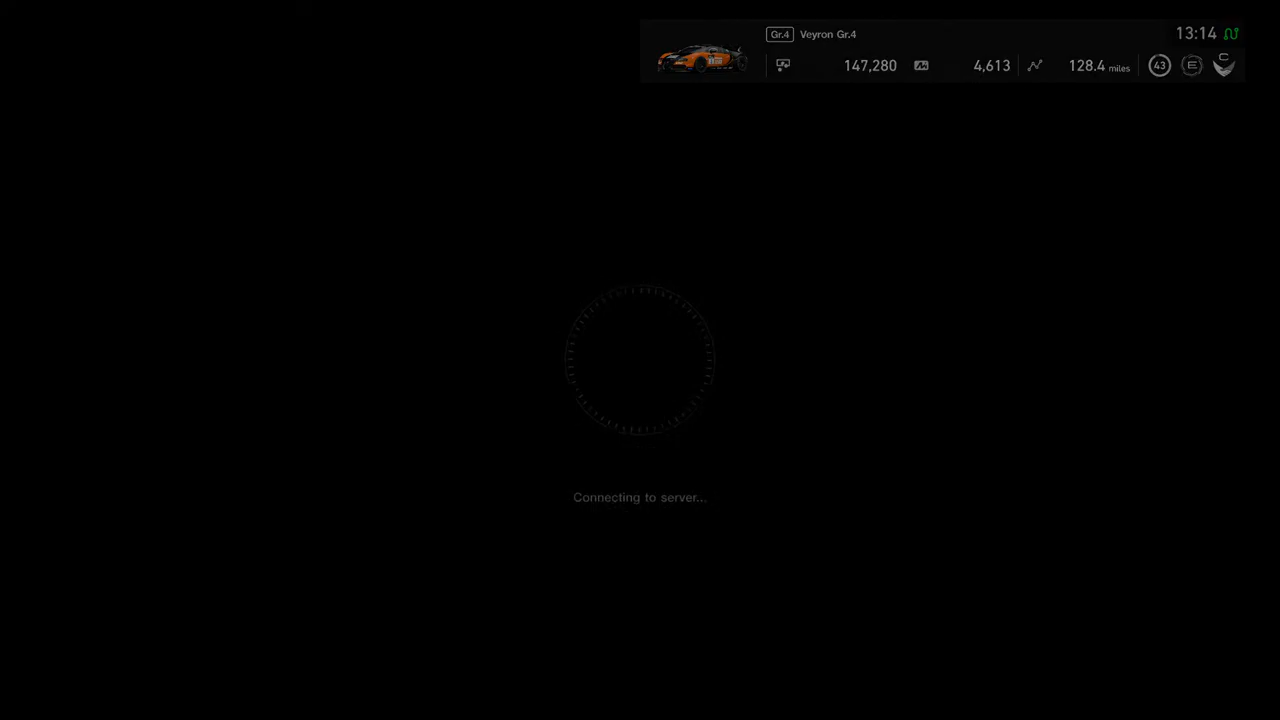 Gr.4 Veyron Gr.4 13:14
147,280 4,613 128.4 miles 43 E C
Connecting to server...